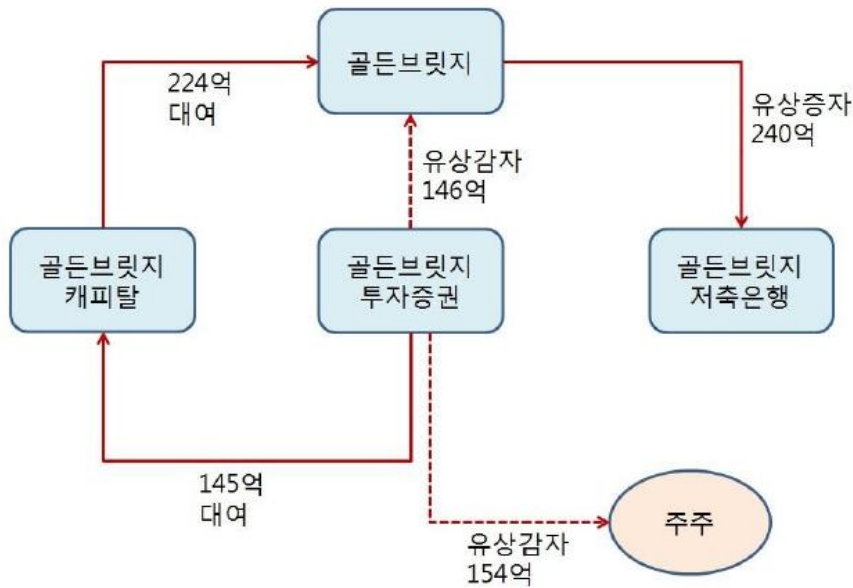 골든브릿지
224억
대여
유상증자
240억
유상감자
146억
골든브릿지
캐피탈
골든브릿지
투자증권
골든브릿지
저축은행
145억
대여
주주
유상감자
154억